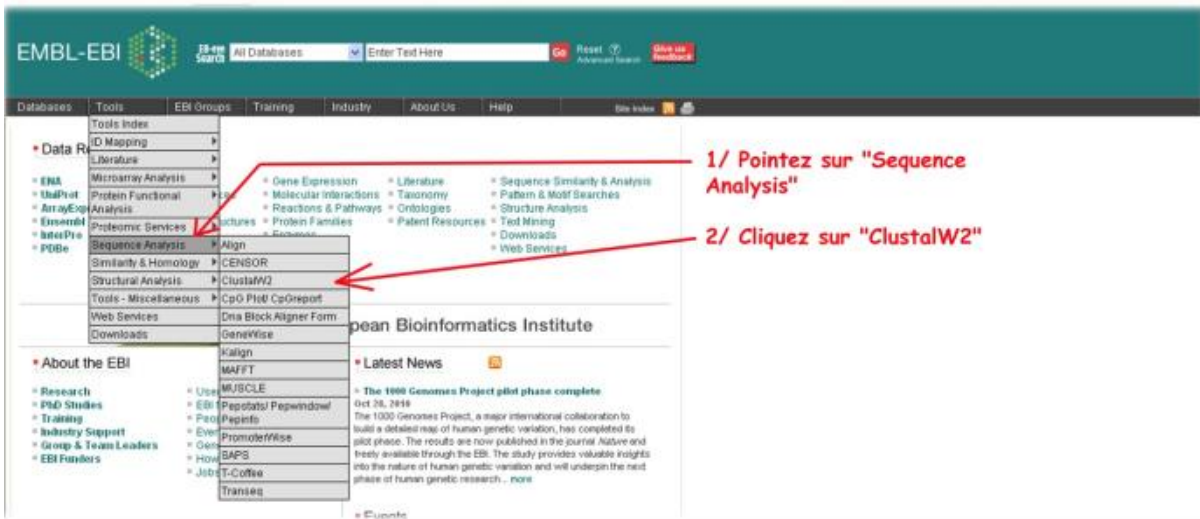 EMBL-EBI
EB-eye Search
All Databases
Enter Text Here
Go
Reset
Advanced Search
Give us feedback
Databases Tools EBI Groups Training Industry About Us Help Site Index
Tools Index
ID Mapping
Literature
Microarray Analysis
Protein Functional Analysis
Proteomic Services
Sequence Analysis
Similarity & Homology
Structural Analysis
Tools - Miscellaneous
Web Services
Downloads
Align
CENSOR
ClustalW2
CpG Plot/ CpGreport
Dna Block Aligner Form
GeneWise
Kalign
MAFFT
MUSCLE
Pepstats/ Pepwindow/ Pepinfo
PromoterWise
SAPS
T-Coffee
Transeq
Data R
ENA
UniProt
ArrayExp
Ensembl
InterPro
PDBe
Gene Expression
Molecular Interactions
Reactions & Pathways
Protein Families
Enzymes
Literature
Taxonomy
Ontologies
Patent Resources
Sequence Similarity & Analysis
Pattern & Motif Searches
Structure Analysis
Text Mining
Downloads
Web Services
1/ Pointez sur "Sequence
Analysis"
2/ Cliquez sur "ClustalW2"
pean Bioinformatics Institute
About the EBI
Research
PhD Studies
Training
Industry Support
Group & Team Leaders
EBI Funders
Latest News
The 1000 Genomes Project pilot phase complete
Oct 28, 2010
The 1000 Genomes Project, a major international collaboration to
build a detailed map of human genetic variation, has completed its
pilot phase. The results are now published in the journal Nature and
freely available through the EBI. The study provides valuable insights
into the nature of human genetic variation and will underpin the next
phase of human genetic research... more
Events